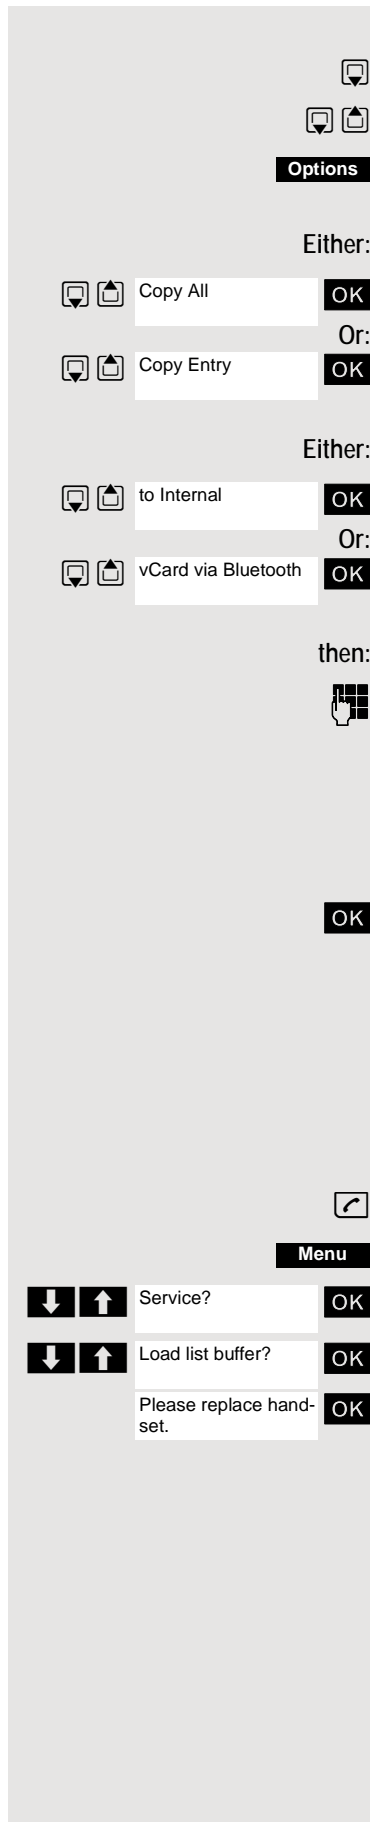 Options
Either:
Copy All OK
Or:
Copy Entry OK
Either:
to Internal OK
Or:
vCard via Bluetooth OK
then:
OK
Menu
Service? OK
Load list buffer? OK
Please replace hand- OK
set.